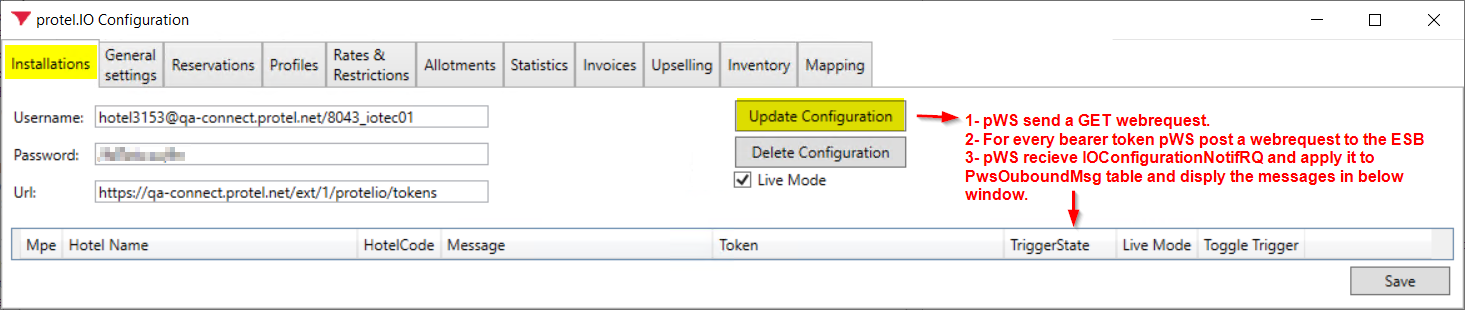 protel.IO Configuration
Installations
General
settings
Reservations
Profiles
Rates &
Restrictions
Allotments
Statistics
Invoices
Upselling
Inventory
Mapping
Username:
hotel3153@qa-connect.protel.net/8043_iotec01
Update Configuration
1- pWS send a GET webrequest.
2- For every bearer token pWS post a webrequest to the ESB
3- pWS recieve IOConfigurationNotifRQ and apply it to
PwsOuboundMsg table and disply the messages in below
window.
Password:
Delete Configuration
Live Mode
Url:
https://qa-connect.protel.net/ext/1/protelio/tokens
Mpe
Hotel Name
HotelCode
Message
Token
TriggerState
Live Mode
Toggle Trigger
Save